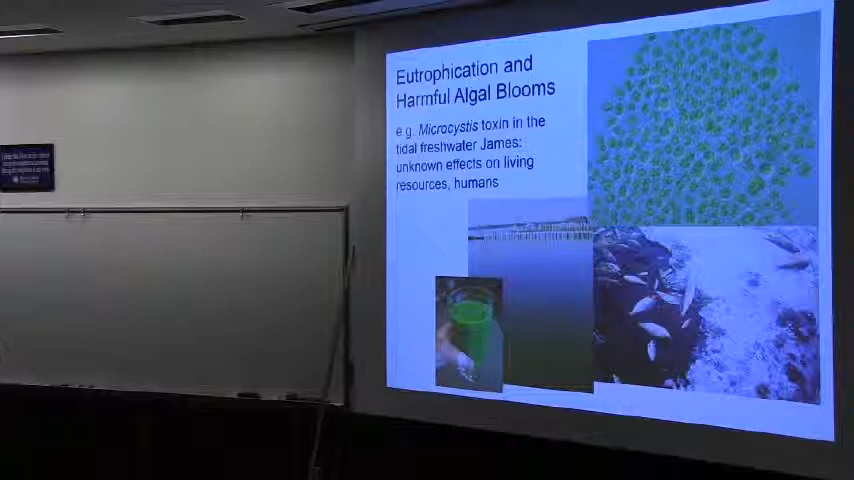 Eutrophication and
Harmful Algal Blooms
e.g. Microcystis toxin in the
tidal freshwater James:
unknown effects on living
resources, humans